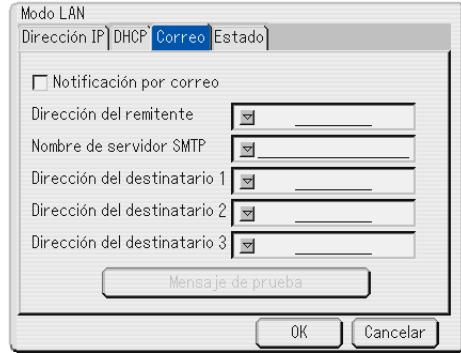 Modo LAN
Dirección IP DHCP Correo Estado
Notificación por correo
Dirección del remitente
Nombre de servidor SMTP
Dirección del destinatario 1
Dirección del destinatario 2
Dirección del destinatario 3
Mensaje de prueba
OK Cancelar